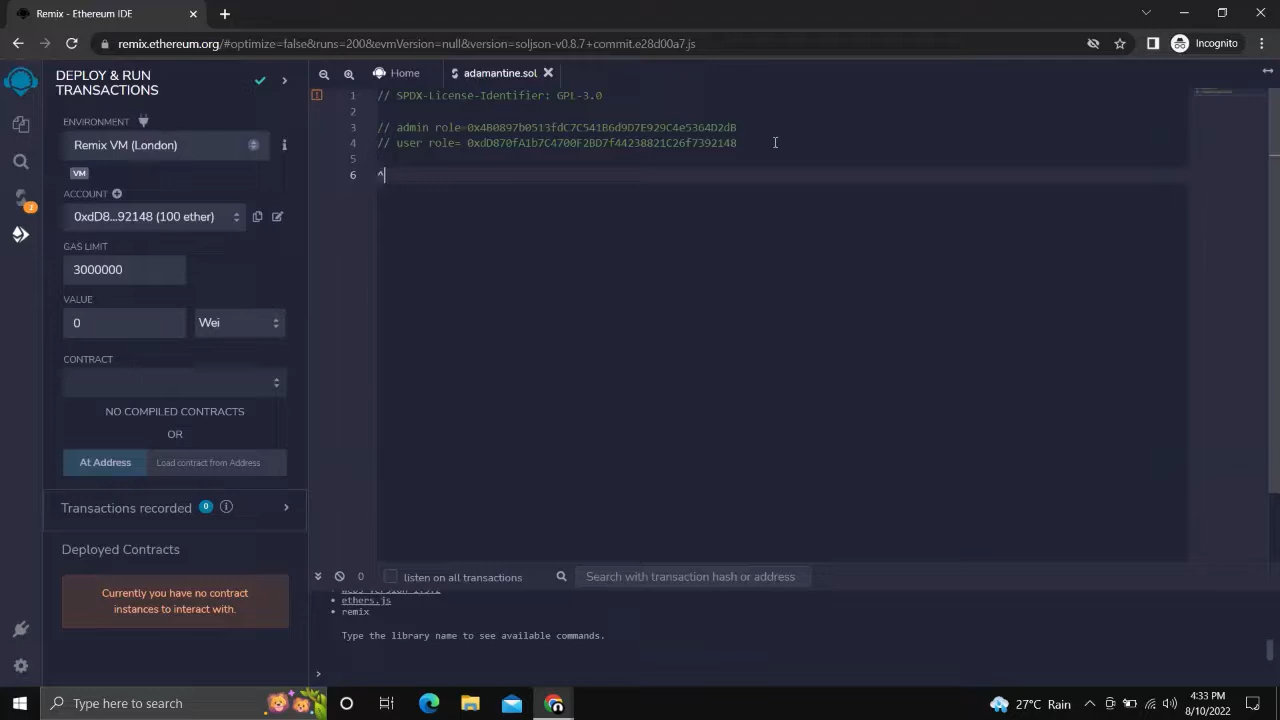 Remix - Ethereum IDE
remix.ethereum.org/#optimize=false&runs=200&evmVersion=null&version=soljson-v0.8.7+commit.e28d00a7.js
Incognito
DEPLOY & RUN
TRANSACTIONS
Home
adamantine.sol
1 // SPDX-License-Identifier: GPL-3.0
2
3 // admin role=0x4B0897b0513fdC7C541B6d9D7E929C4e5364D2dB
4 // user role= 0xdD870fA1b7C4700F2BD7f44238821C26f7392148
5
6 ^
ENVIRONMENT
Remix VM (London)
VM
ACCOUNT
0xdD8...92148 (100 ether)
GAS LIMIT
3000000
VALUE
0
Wei
CONTRACT
NO COMPILED CONTRACTS
OR
At Address
Load contract from Address
Transactions recorded 0
Deployed Contracts
Currently you have no contract
instances to interact with.
1
0
listen on all transactions
Search with transaction hash or address
ethers.js
remix
Type the library name to see available commands.
>
Type here to search
27°C Rain
4:33 PM
8/10/2022